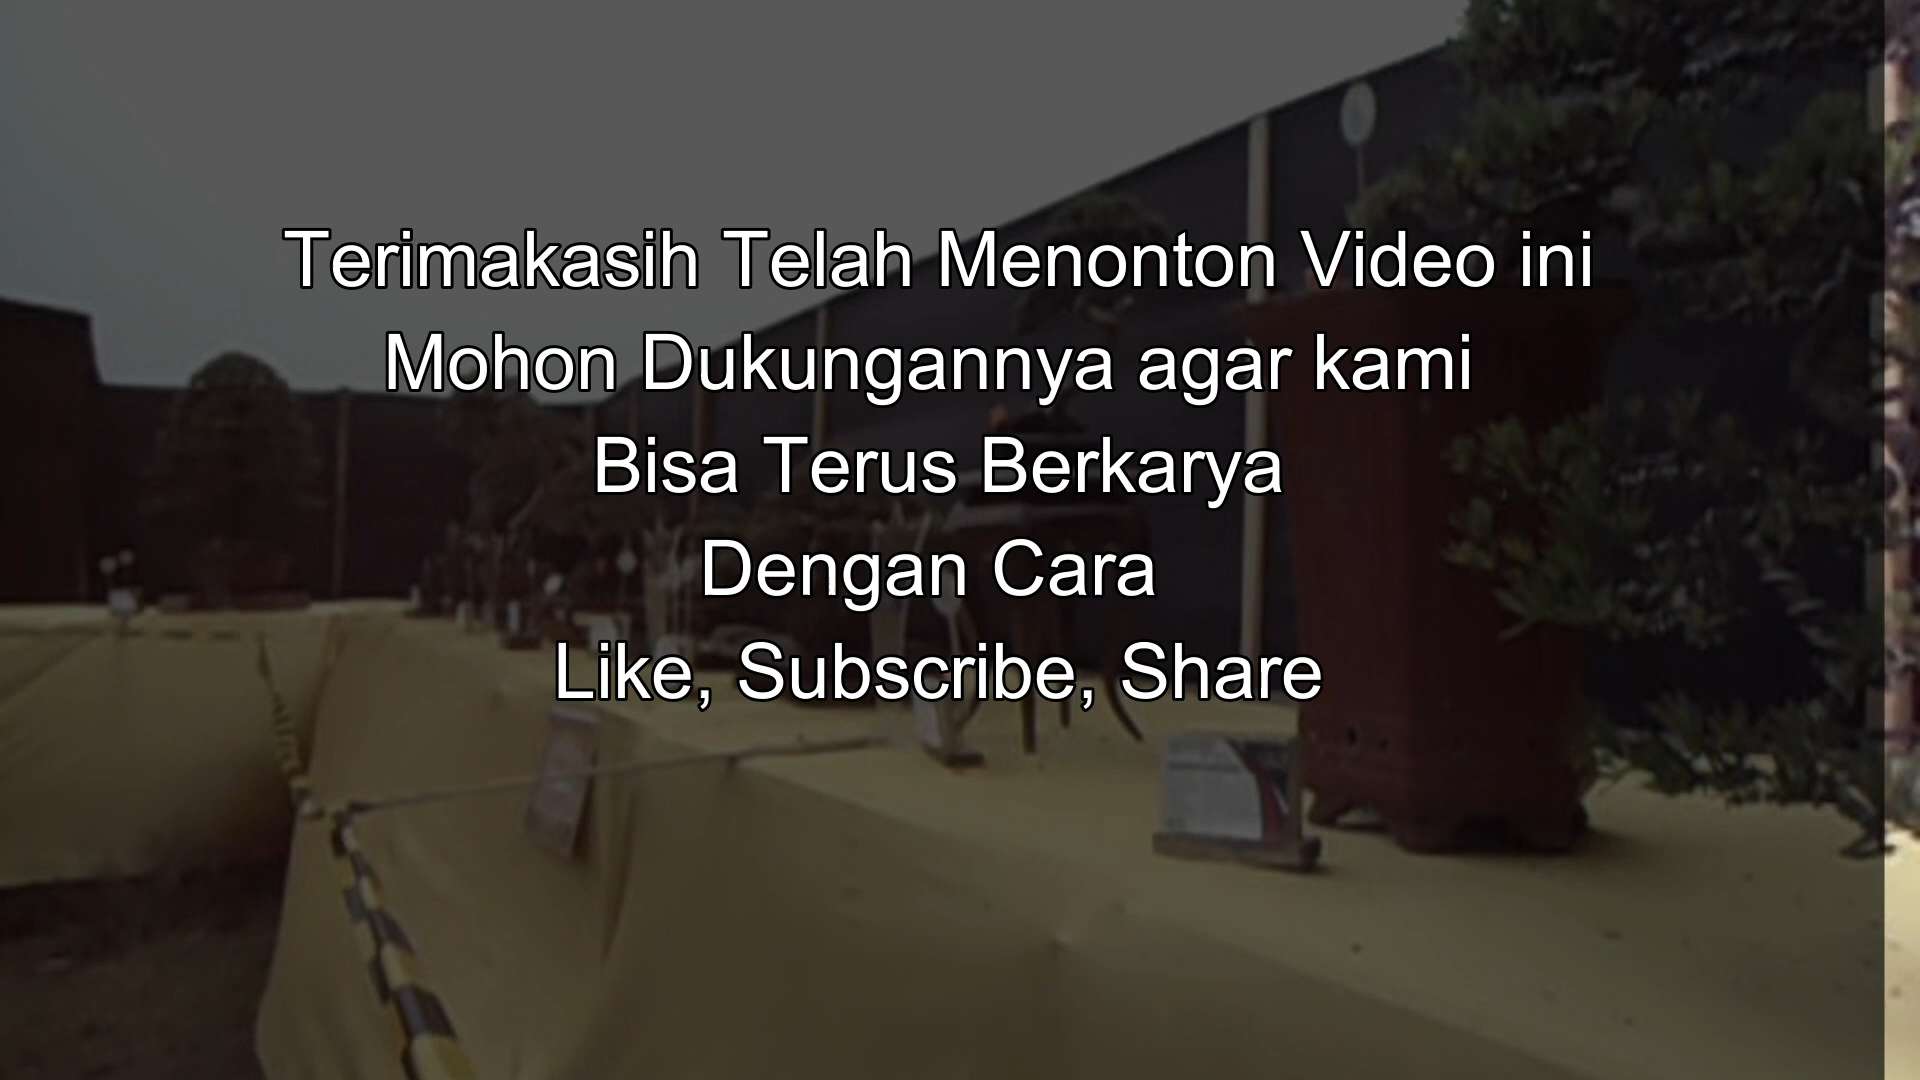 Terimakasih Telah Menonton Video ini
Mohon Dukungannya agar kami
Bisa Terus Berkarya
Dengan Cara
Like, Subscribe, Share